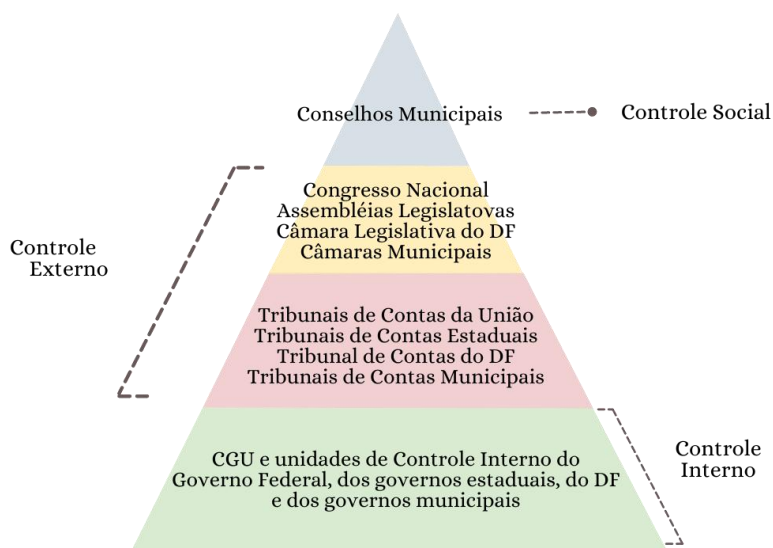 Conselhos Municipais
Controle Social
Congresso Nacional
Assembléias Legislatovas
Câmara Legislativa do DF
Câmaras Municipais
Controle
Externo
Tribunais de Contas da União
Tribunais de Contas Estaduais
Tribunal de Contas do DF
Tribunais de Contas Municipais
CGU e unidades de Controle Interno do
Governo Federal, dos governos estaduais, do DF
e dos governos municipais
Controle
Interno